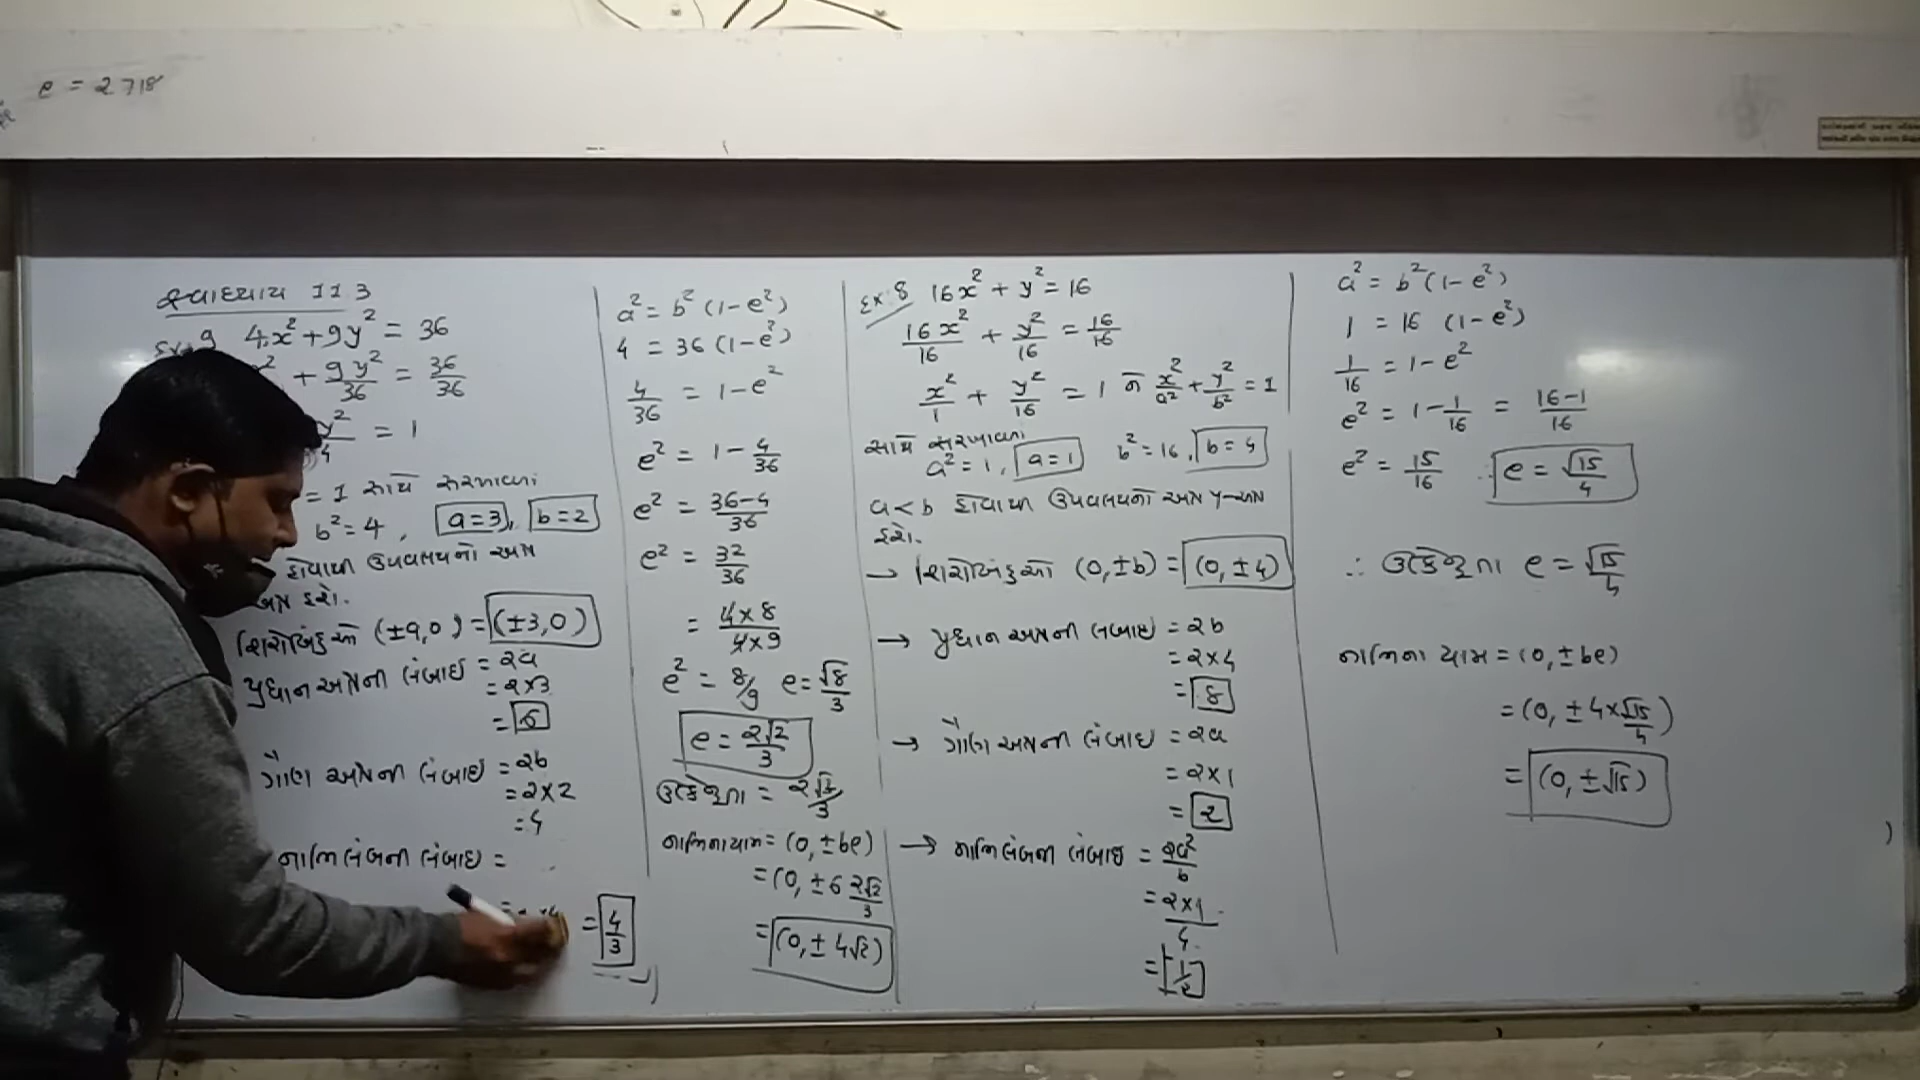 e = 2.718
સ્વાધ્યાય 11.3
Ex. 9 4x² + 9y² = 36
+ 9y²/36 = 36/36
y²/4 = 1
= 1 સાથે સરખાવતાં
b² = 4 , a=3 , b=2
હોવાથી ઉપવલયનો અક્ષ
અક્ષ હશે.
શિરોબિંદુઓ (±a,0) = (±3,0)
પ્રધાન અક્ષની લંબાઈ = 2a
= 2×3
= 6
ગૌણ અક્ષની લંબાઈ = 2b
= 2×2
= 4
નાભિલંબની લંબાઈ =
= 4/3
a² = b² (1-e²)
4 = 36 (1-e²)
4/36 = 1-e²
e² = 1 - 4/36
e² = 36-4/36
e² = 32/36
= 4×8/4×9
e² = 8/9 e = √8/3
e = 2√2/3
ઉત્કેન્દ્રતા = 2√2/3
નાભિના યામ = (0, ±be)
= (0, ±6 2√2/3
= (0, ± 4√2)
Ex. 8 16x² + y² = 16
16x²/16 + y²/16 = 16/16
x²/1 + y²/16 = 1 ને x²/a² + y²/b² = 1
સાથે સરખાવતાં
a² = 1, a=1 b² = 16, b=4
a<b હોવાથી ઉપવલયનો અક્ષ y-અક્ષ
હશે.
→ શિરોબિંદુઓ (0, ±b) = (0, ±4)
→ પ્રધાન અક્ષની લંબાઈ = 2b
= 2×4
= 8
→ ગૌણ અક્ષની લંબાઈ = 2a
= 2×1
= 2
→ નાભિલંબની લંબાઈ = 2a²/b
= 2×1/4
= 1/2
a² = b² (1-e²)
1 = 16 (1-e²)
1/16 = 1-e²
e² = 1 - 1/16 = 16-1/16
e² = 15/16 ∴ e = √15/4
∴ ઉત્કેન્દ્રતા e = √15/4
નાભિના યામ = (0, ±be)
= (0, ±4×√15/4)
= (0, ±√15)